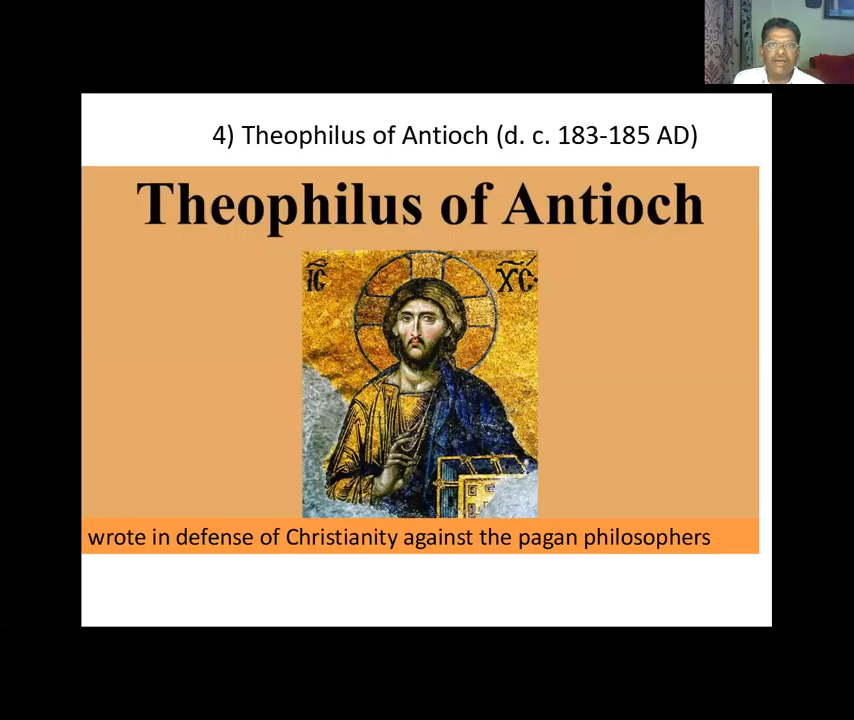 4) Theophilus of Antioch (d. c. 183-185 AD)
Theophilus of Antioch
IC XC
wrote in defense of Christianity against the pagan philosophers